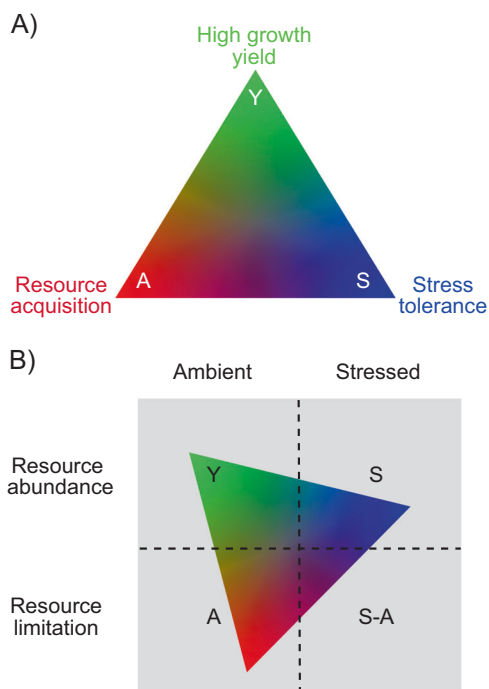 A)
High growth
yield
Y
Resource
acquisition
A
S
Stress
tolerance
B)
Ambient
Stressed
Resource
abundance
Y
S
Resource
limitation
A
S-A